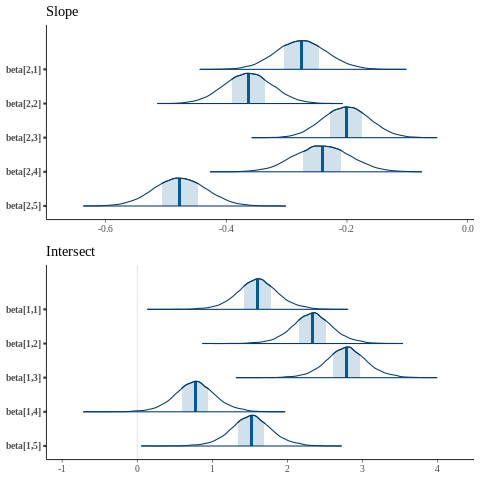 Slope
beta[2,1]
beta[2,2]
beta[2,3]
beta[2,4]
beta[2,5]
-0.6 -0.4 -0.2 0.0
Intersect
beta[1,1]
beta[1,2]
beta[1,3]
beta[1,4]
beta[1,5]
-1 0 1 2 3 4